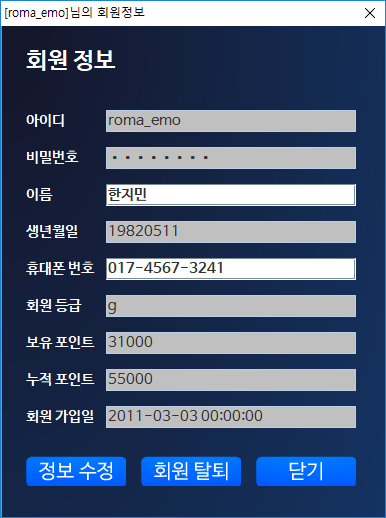 [roma_emo]님의 회원정보
회원 정보
아이디 roma_emo
비밀번호 ••••••••
이름 한지민
생년월일 19820511
휴대폰 번호 017-4567-3241
회원 등급 g
보유 포인트 31000
누적 포인트 55000
회원 가입일 2011-03-03 00:00:00
정보 수정 회원 탈퇴 닫기